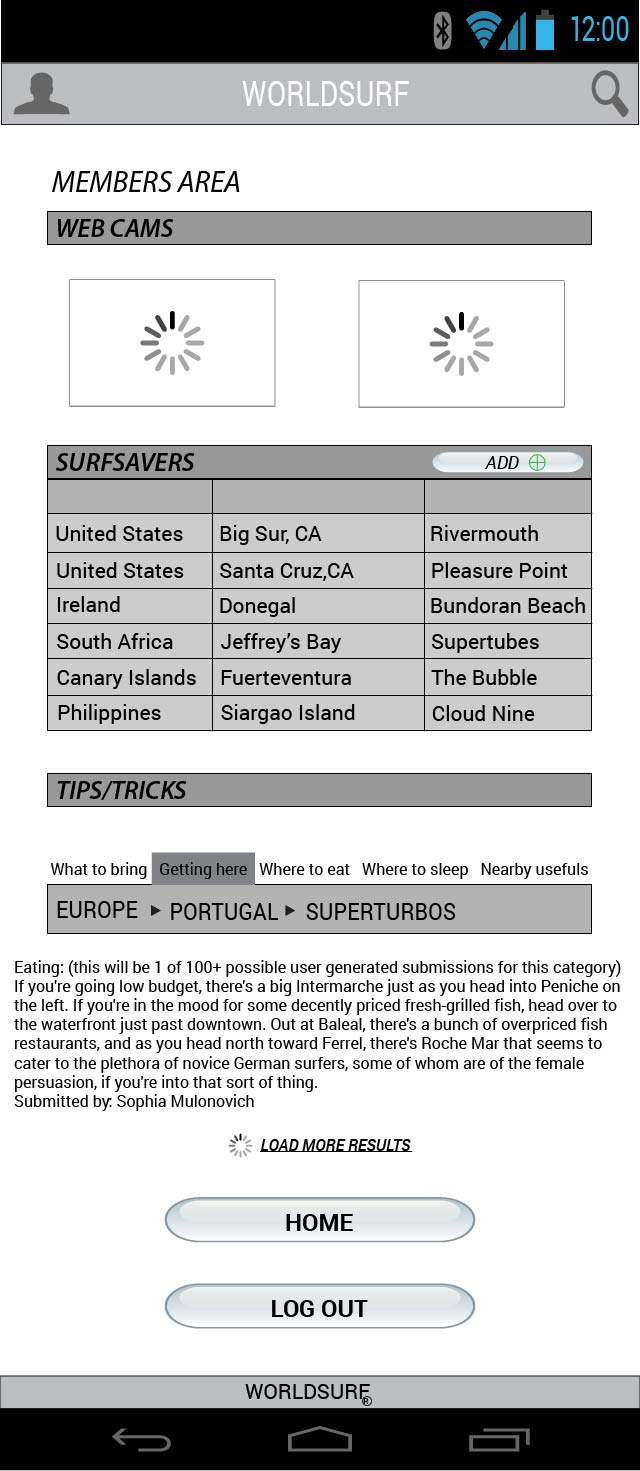 12:00
WORLDSURF
MEMBERS AREA
WEB CAMS
SURFSAVERS ADD
United States Big Sur, CA Rivermouth
United States Santa Cruz,CA Pleasure Point
Ireland Donegal Bundoran Beach
South Africa Jeffrey’s Bay Supertubes
Canary Islands Fuerteventura The Bubble
Philippines Siargao Island Cloud Nine
TIPS/TRICKS
What to bring Getting here Where to eat Where to sleep Nearby usefuls
EUROPE ▸ PORTUGAL ▸ SUPERTURBOS
Eating: (this will be 1 of 100+ possible user generated submissions for this category)
If you're going low budget, there's a big Intermarche just as you head into Peniche on
the left. If you're in the mood for some decently priced fresh-grilled fish, head over to
the waterfront just past downtown. Out at Baleal, there's a bunch of overpriced fish
restaurants, and as you head north toward Ferrel, there's Roche Mar that seems to
cater to the plethora of novice German surfers, some of whom are of the female
persuasion, if you're into that sort of thing.
Submitted by: Sophia Mulonovich
LOAD MORE RESULTS
HOME
LOG OUT
WORLDSURF®